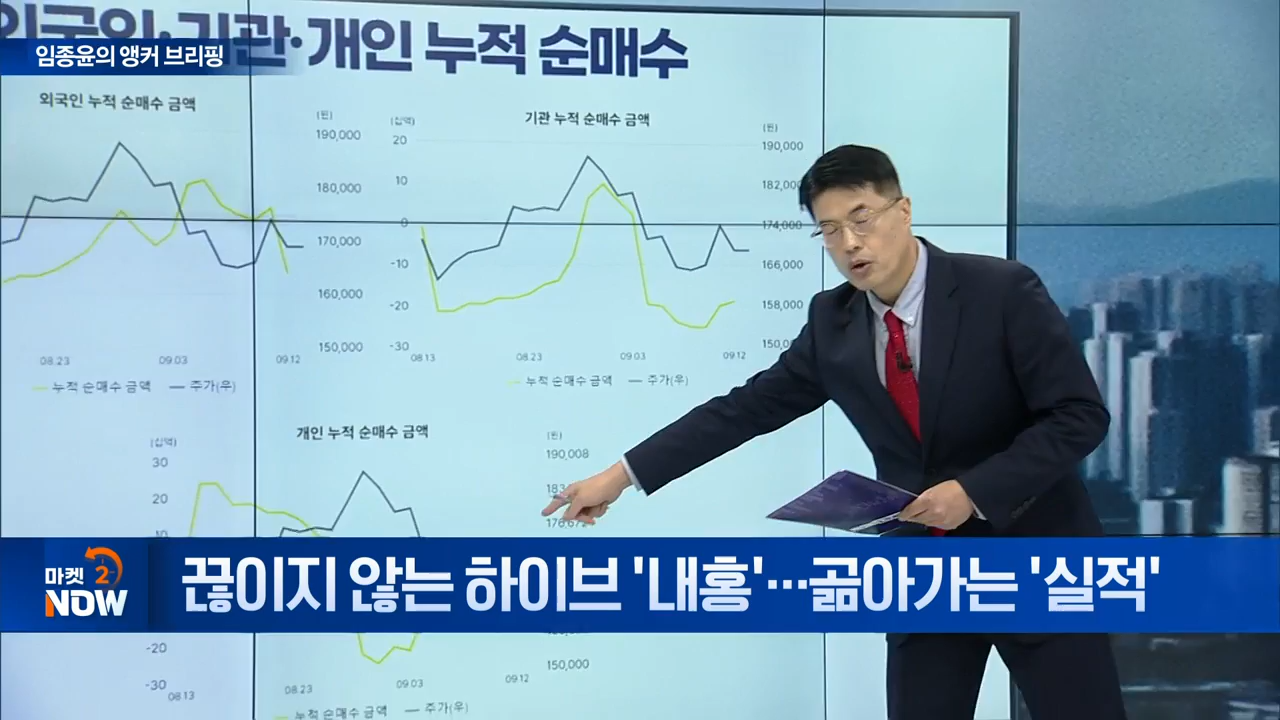 외국인·기관·개인 누적 순매수
임종윤의 앵커 브리핑
외국인 누적 순매수 금액
(원)
190,000
180,000
170,000
160,000
150,000
08.23 09.03 09.12
누적 순매수 금액 주가(우)
기관 누적 순매수 금액
(십억)
20
10
0
-10
-20
-30
(원)
190,000
182,000
174,000
166,000
158,000
08.13 08.23 09.03 09.12
누적 순매수 금액 주가(우)
개인 누적 순매수 금액
(십억)
30
20
10
-20
-30
(원)
190,008
176,672
150,000
08.13 08.23 09.03 09.12
누적 순매수 금액 주가(우)
마켓 2
NOW
끊이지 않는 하이브 '내홍'…곪아가는 '실적'